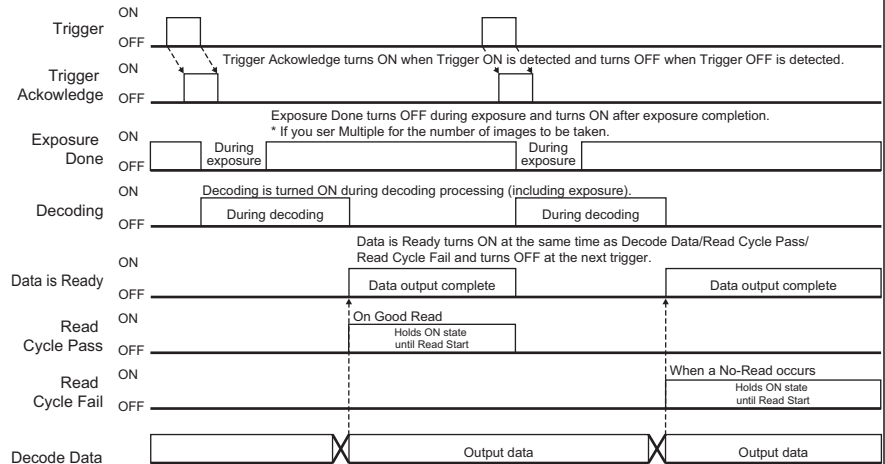 ON
Trigger
OFF
Trigger Ackowledge turns ON when Trigger ON is detected and turns OFF when Trigger OFF is detected.
ON
Trigger
Ackowledge
OFF
Exposure Done turns OFF during exposure and turns ON after exposure completion.
* If you ser Multiple for the number of images to be taken.
ON
Exposure
Done
OFF
During
exposure
During
exposure
ON
Decoding is turned ON during decoding processing (including exposure).
Decoding
OFF
During decoding
During decoding
Data is Ready turns ON at the same time as Decode Data/Read Cycle Pass/
Read Cycle Fail and turns OFF at the next trigger.
ON
Data is Ready
OFF
Data output complete
Data output complete
ON
On Good Read
Read
Cycle Pass
OFF
Holds ON state
until Read Start
ON
When a No-Read occurs
Read
Cycle Fail
OFF
Holds ON state
until Read Start
Decode Data
Output data
Output data